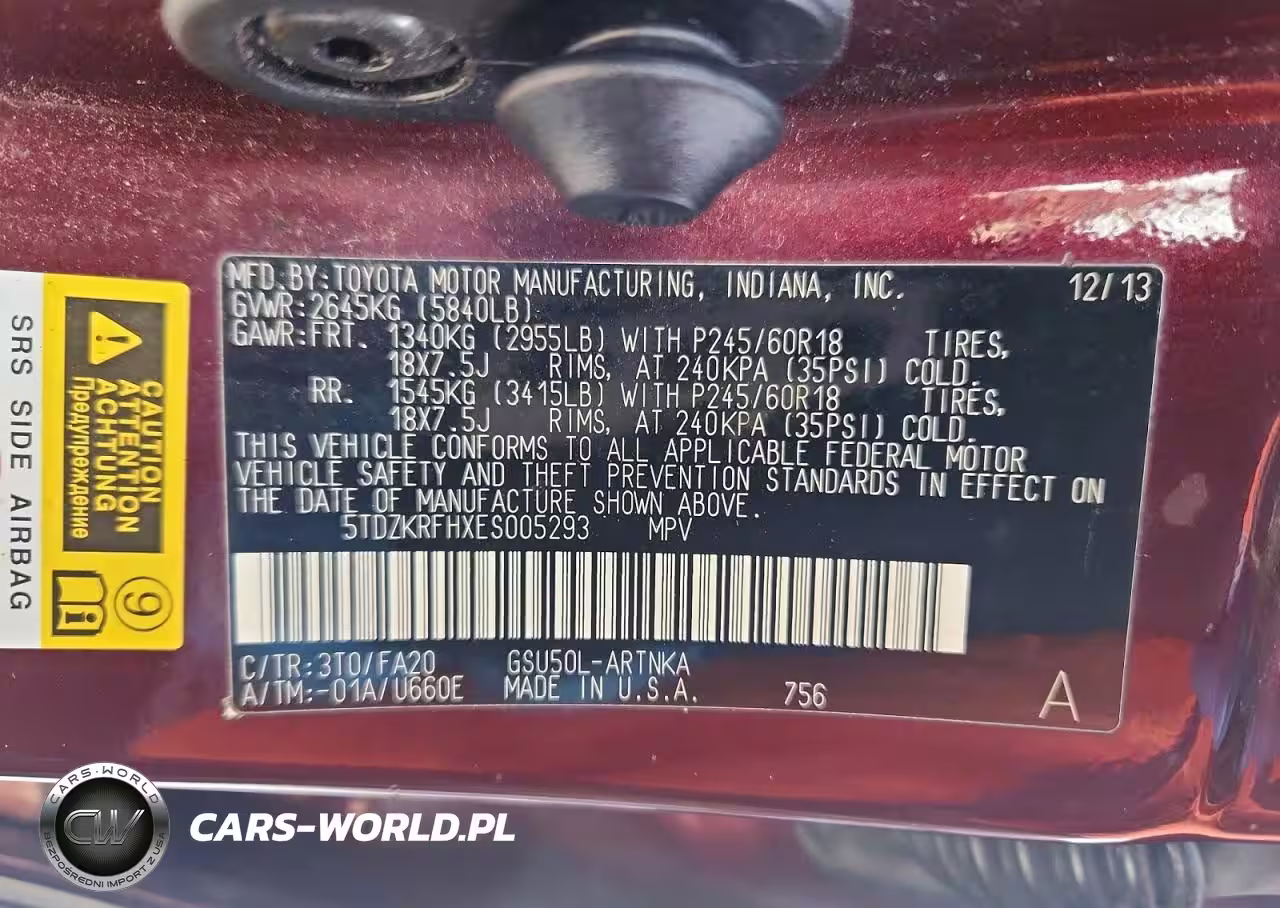 MFD.BY:TOYOTA MOTOR MANUFACTURING, INDIANA, INC. 12/13
GVWR:2645KG (5840LB)
GAWR:FRT. 1340KG (2955LB) WITH P245/60R18 TIRES,
18X7.5J RIMS, AT 240KPA (35PSI) COLD.
RR. 1545KG (3415LB) WITH P245/60R18 TIRES,
18X7.5J RIMS, AT 240KPA (35PSI) COLD.
THIS VEHICLE CONFORMS TO ALL APPLICABLE FEDERAL MOTOR
VEHICLE SAFETY AND THEFT PREVENTION STANDARDS IN EFFECT ON
THE DATE OF MANUFACTURE SHOWN ABOVE.
5TDZKRFHXES005293 MPV
C/TR:3T0/FA20 GSU50L-ARTNKA
A/TM:-01A/U660E MADE IN U.S.A. 756 A
CAUTION
ATTENTION
ACHTUNG
Предупреждение
9
i
SRS SIDE AIRBAG
CARS-WORLD
CW
BEZPOŚREDNI IMPORT Z USA
CARS-WORLD.PL